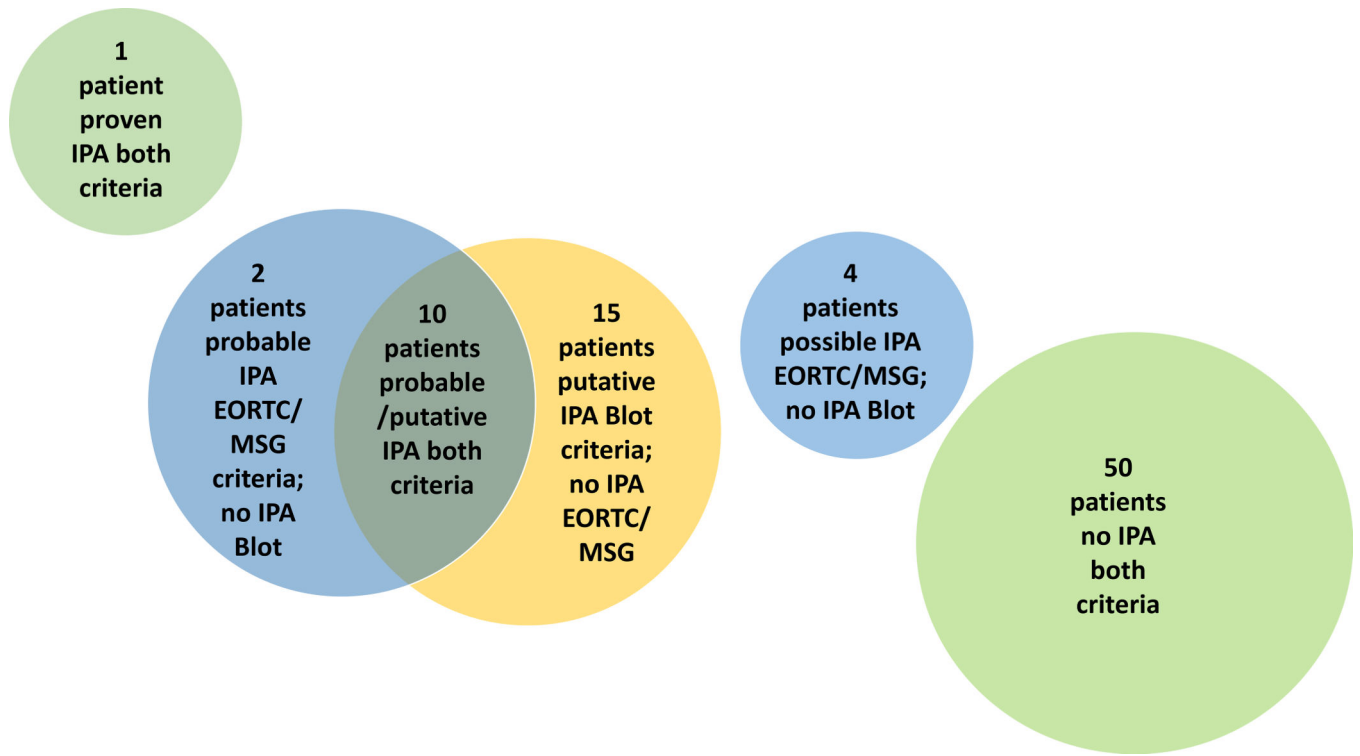 1
patient
proven
IPA both
criteria
2
patients
probable
IPA
EORTC/
MSG
criteria;
no IPA
Blot
10
patients
probable
/putative
IPA both
criteria
15
patients
putative
IPA Blot
criteria;
no IPA
EORTC/
MSG
4
patients
possible IPA
EORTC/MSG;
no IPA Blot
50
patients
no IPA
both
criteria